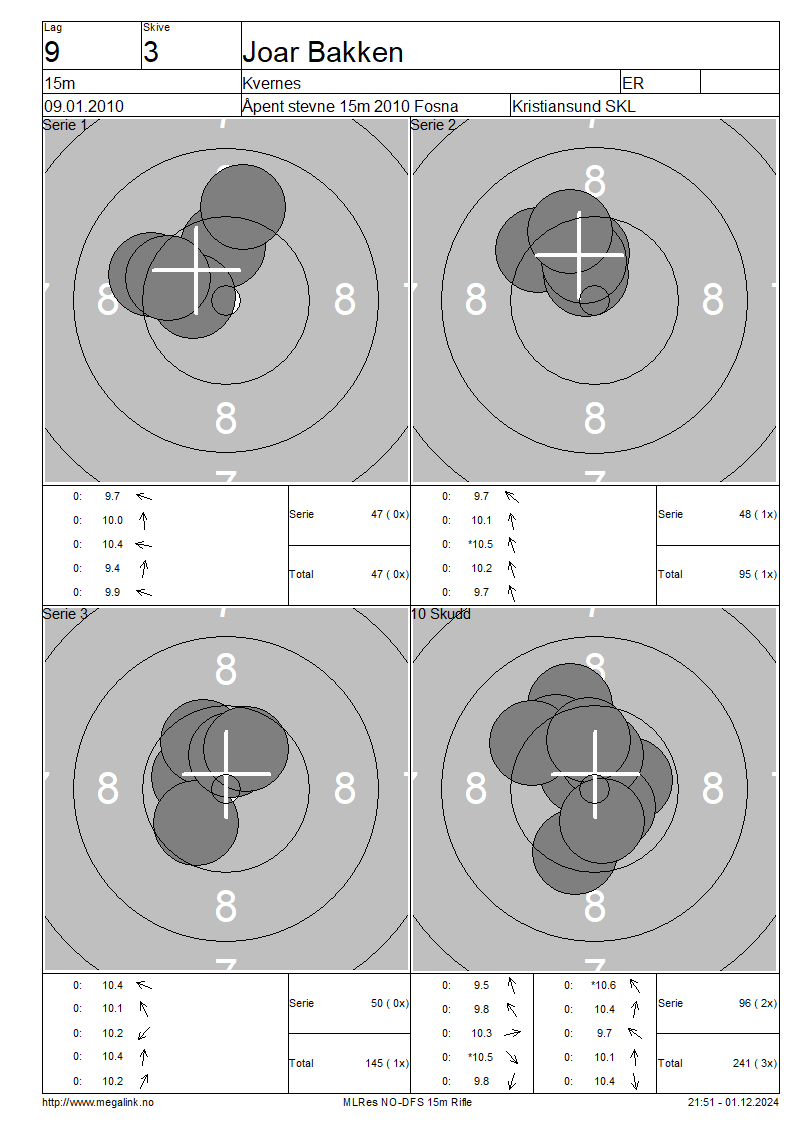 Lag Skive
9 3 Joar Bakken
15m Kvernes ER
09.01.2010 Åpent stevne 15m 2010 Fosna Kristiansund SKL
Serie 1 Serie 2
7 7
8 8
8 8 8 8
7 7
8 8
7 7
0: 9.7 0: 9.7
0: 10.0 Serie 47 ( 0x) 0: 10.1 Serie 48 ( 1x)
0: 10.4 0: *10.5
0: 9.4 Total 47 ( 0x) 0: 10.2 Total 95 ( 1x)
0: 9.9 0: 9.7
Serie 3 10 Skudd
7 7
8 8
7 8 8 8 8 7
8 8
7 7
0: 10.4 0: 9.5 0: *10.6
0: 10.1 Serie 50 ( 0x) 0: 9.8 0: 10.4 Serie 96 ( 2x)
0: 10.2 0: 10.3 0: 9.7
0: 10.4 Total 145 ( 1x) 0: *10.5 0: 10.1 Total 241 ( 3x)
0: 10.2 0: 9.8 0: 10.4
http://www.megalink.no MLRes NO-DFS 15m Rifle 21:51 - 01.12.2024